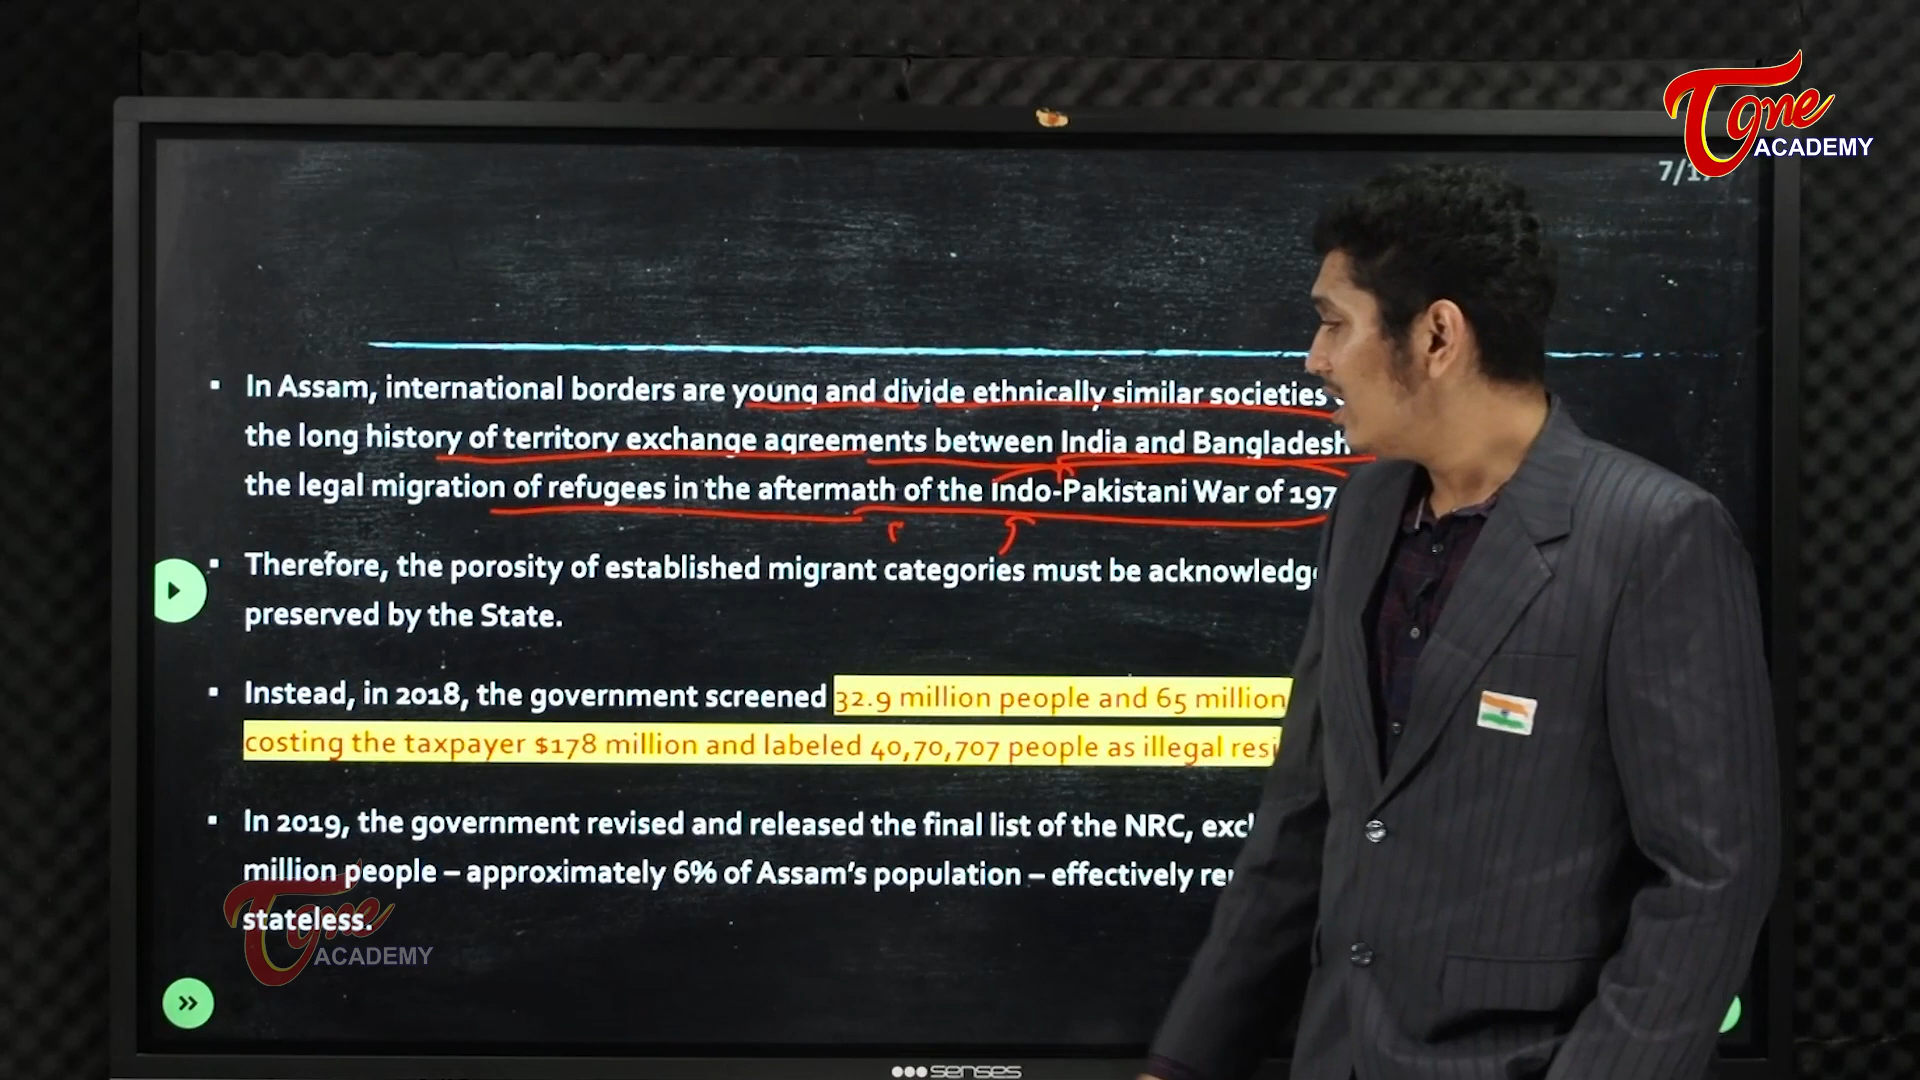 Tone
ACADEMY
7/17
In Assam, international borders are young and divide ethnically similar societies
the long history of territory exchange agreements between India and Bangladesh
the legal migration of refugees in the aftermath of the Indo-Pakistani War of 197
Therefore, the porosity of established migrant categories must be acknowledg
preserved by the State.
Instead, in 2018, the government screened 32.9 million people and 65 million
costing the taxpayer $178 million and labeled 40,70,707 people as illegal resi
In 2019, the government revised and released the final list of the NRC, excl
million people – approximately 6% of Assam's population – effectively re
stateless.
Tone
ACADEMY
senses